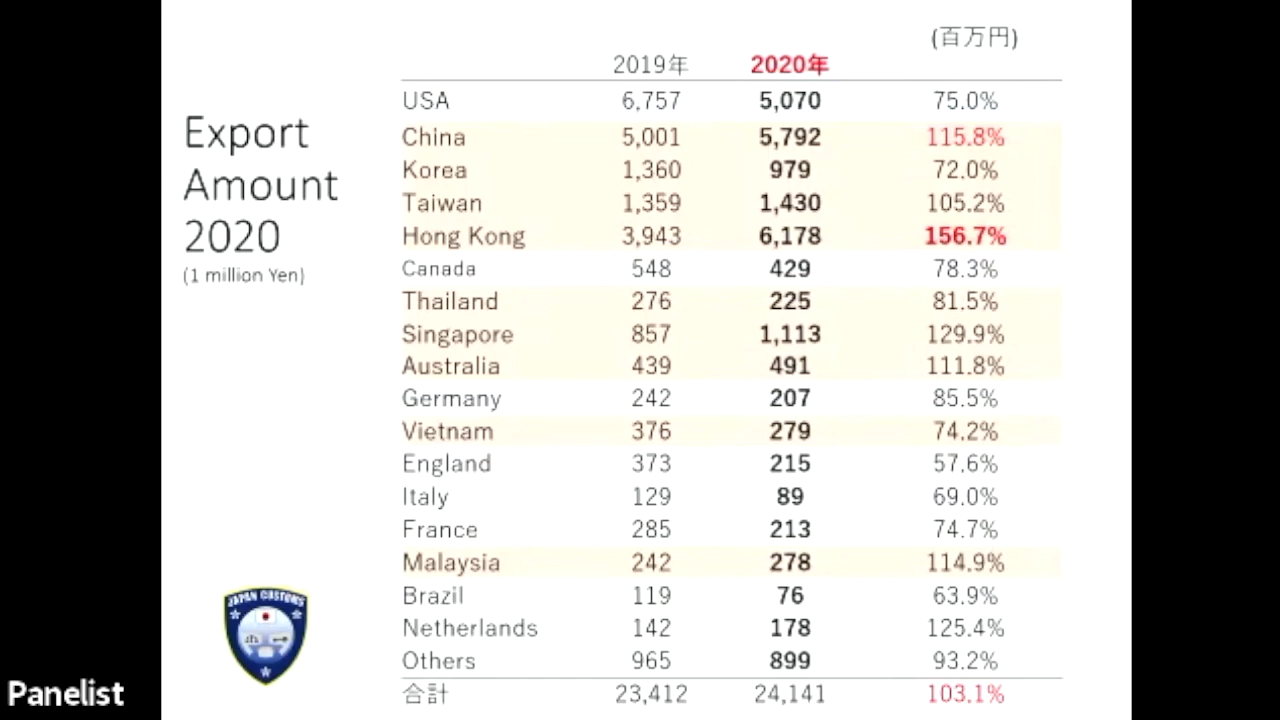 (百万円)
2019年 2020年
Export
Amount
2020
(1 million Yen)
USA 6,757 5,070 75.0%
China 5,001 5,792 115.8%
Korea 1,360 979 72.0%
Taiwan 1,359 1,430 105.2%
Hong Kong 3,943 6,178 156.7%
Canada 548 429 78.3%
Thailand 276 225 81.5%
Singapore 857 1,113 129.9%
Australia 439 491 111.8%
Germany 242 207 85.5%
Vietnam 376 279 74.2%
England 373 215 57.6%
Italy 129 89 69.0%
France 285 213 74.7%
Malaysia 242 278 114.9%
Brazil 119 76 63.9%
Netherlands 142 178 125.4%
Others 965 899 93.2%
合計 23,412 24,141 103.1%
JAPAN CUSTOMS
Panelist